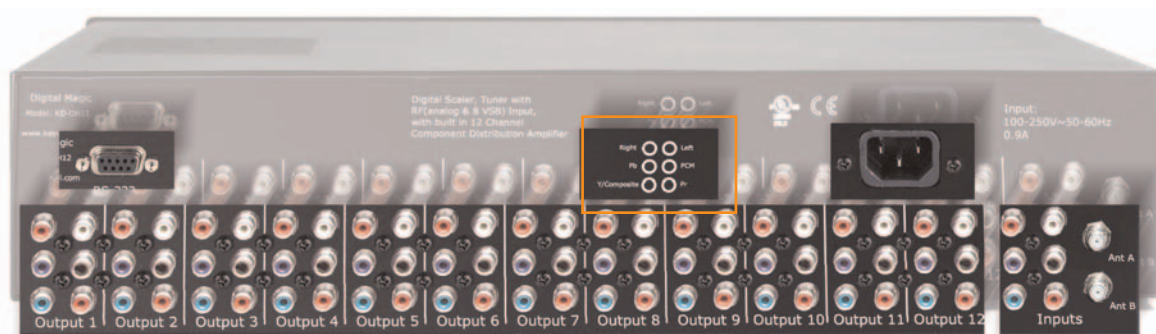 Digital Magic
Digital Scaler, Tuner with
RF(analog & 8 VSB) Input,
with built in 12 Channel
Component Distribution Amplifier
Right Left
Input:
100-250V~50-60Hz
0.9A
Right Left
Pb PCM
Y/Composite Pr
Ant A
Ant B
Output 1 Output 2 Output 3 Output 4 Output 5 Output 6 Output 7 Output 8 Output 9 Output 10 Output 11 Output 12 Inputs